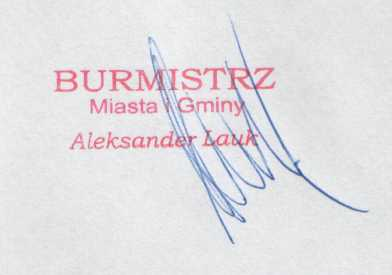 BURMISTRZ
Miasta i Gminy
Aleksander Lauk